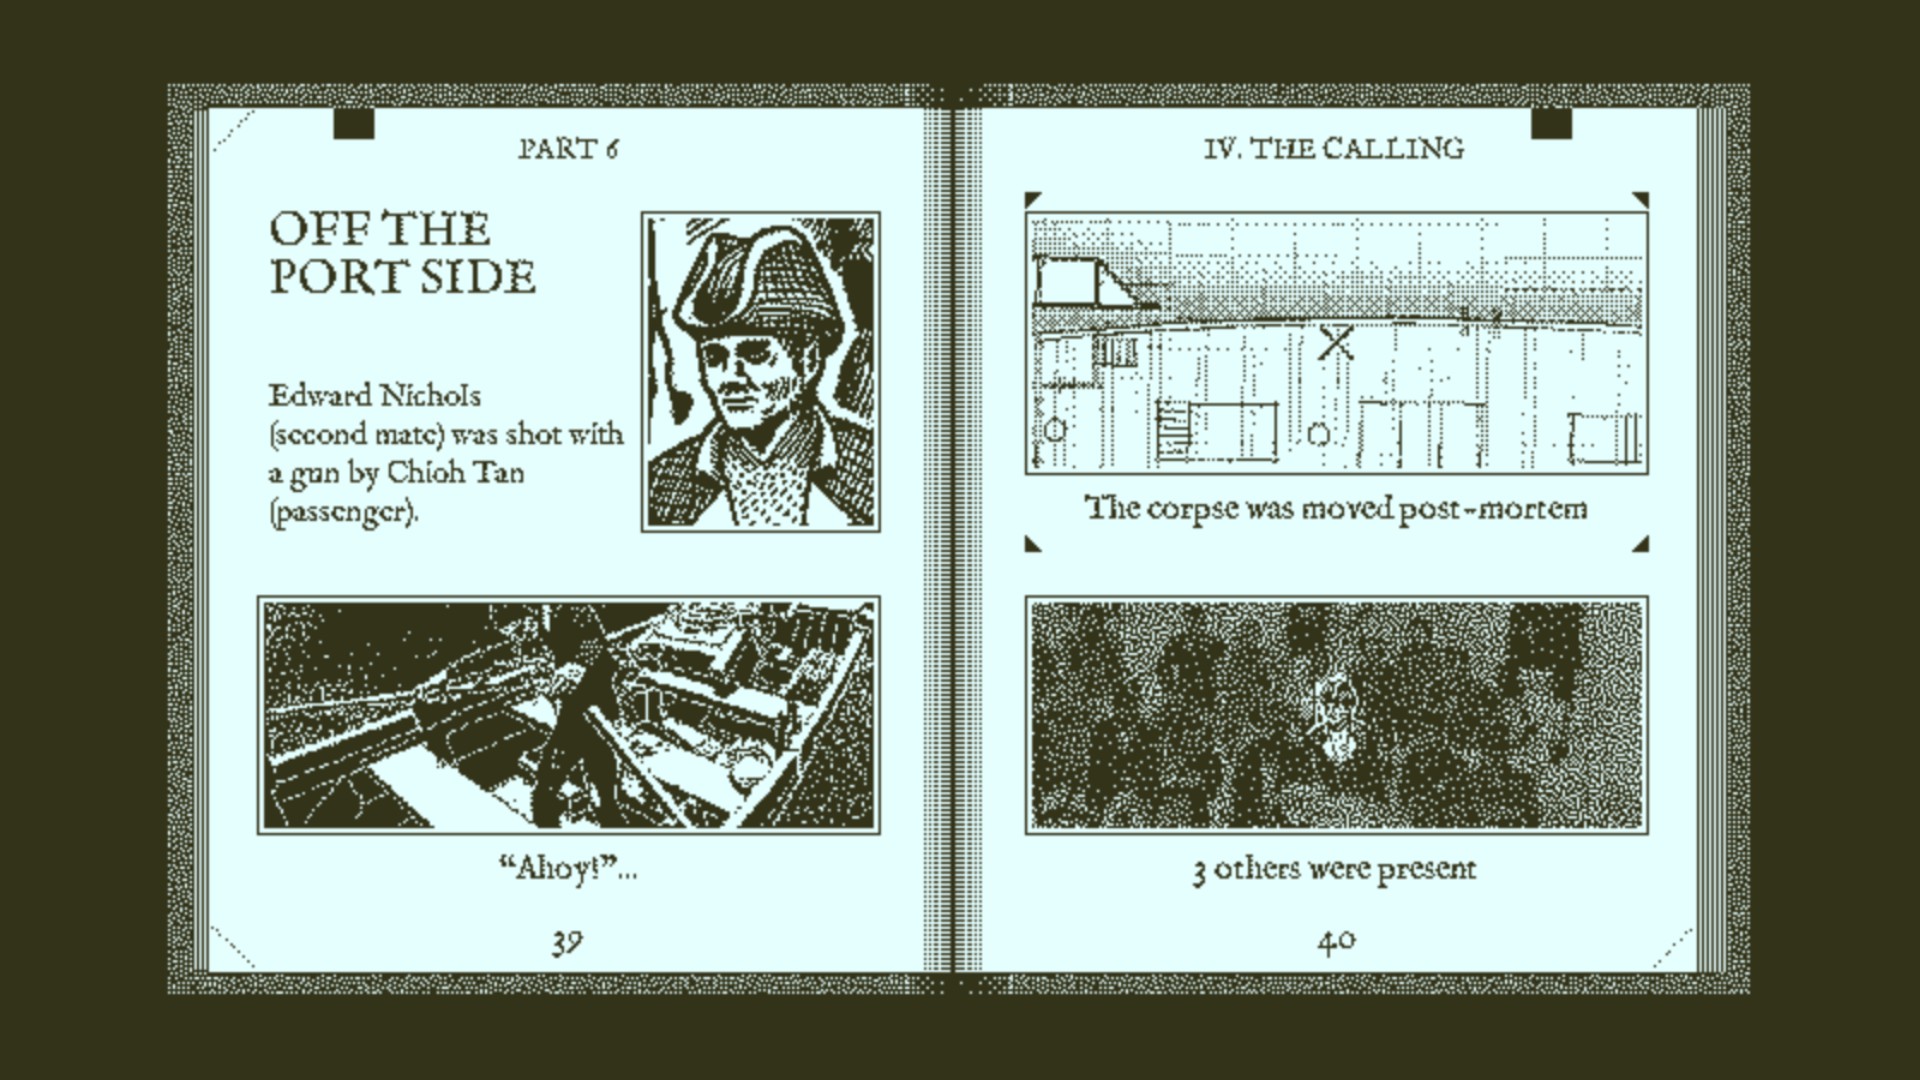 PART 6
OFF THE
PORT SIDE
Edward Nichols
(second mate) was shot with
a gun by Chioh Tan
(passenger).
“Ahoy!”...
39
IV. THE CALLING
The corpse was moved post-mortem
3 others were present
40